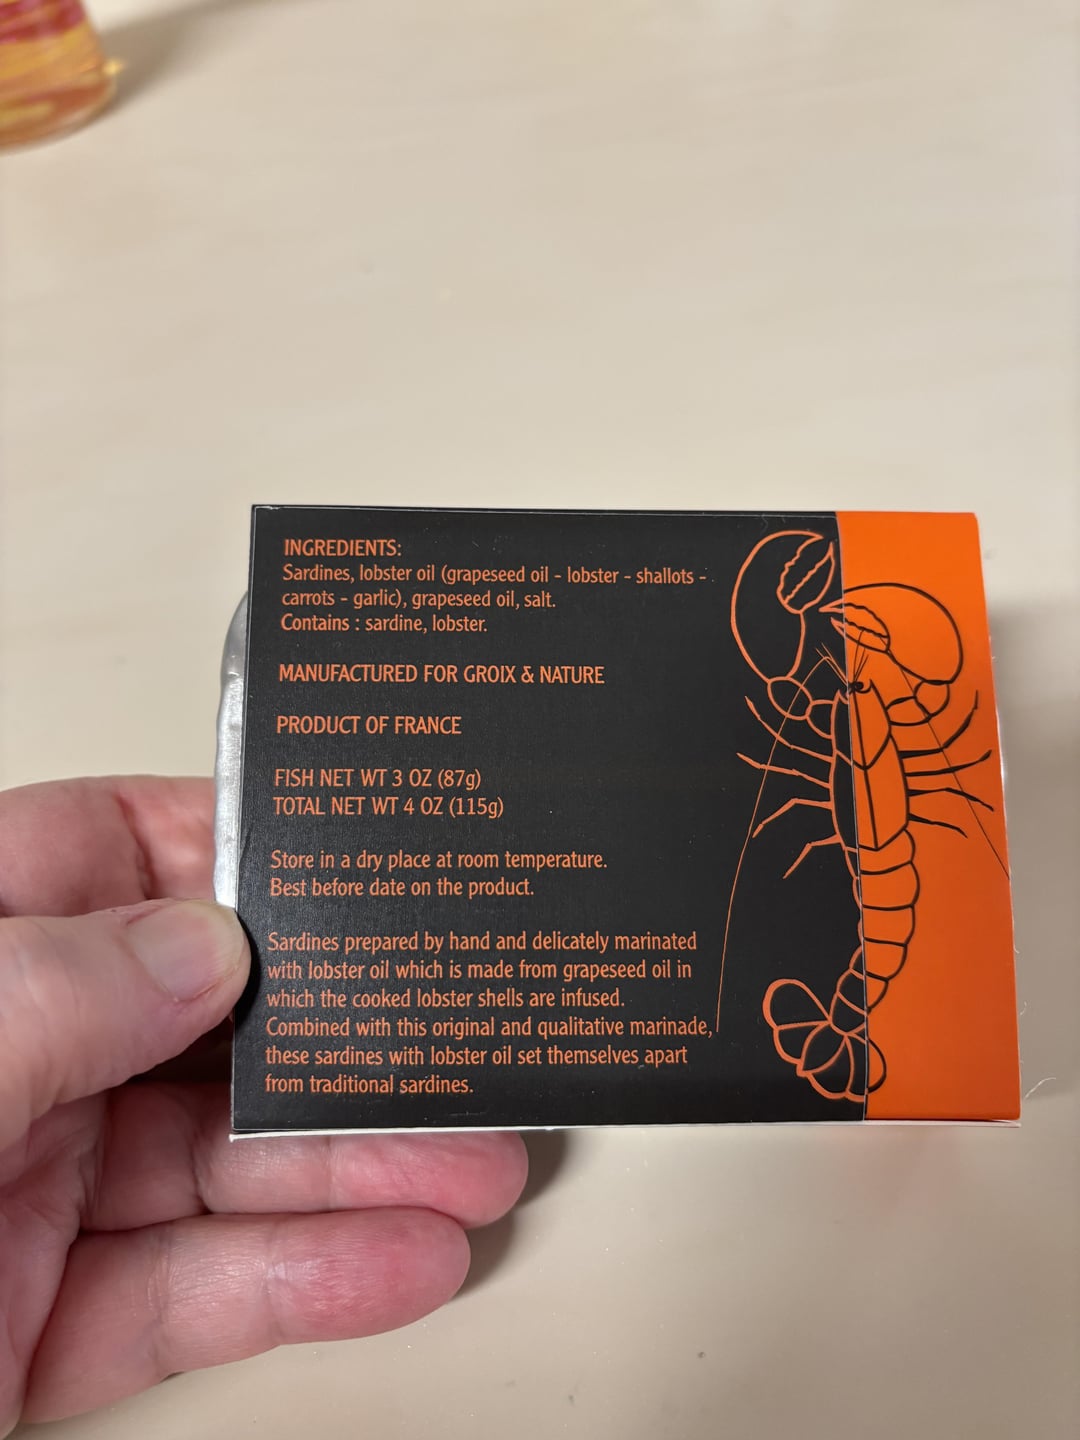 INGREDIENTS:
Sardines, lobster oil (grapeseed oil - lobster - shallots -
carrots - garlic), grapeseed oil, salt.
Contains : sardine, lobster.
MANUFACTURED FOR GROIX & NATURE
PRODUCT OF FRANCE
FISH NET WT 3 OZ (87g)
TOTAL NET WT 4 OZ (115g)
Store in a dry place at room temperature.
Best before date on the product.
Sardines prepared by hand and delicately marinated
with lobster oil which is made from grapeseed oil in
which the cooked lobster shells are infused.
Combined with this original and qualitative marinade,
these sardines with lobster oil set themselves apart
from traditional sardines.